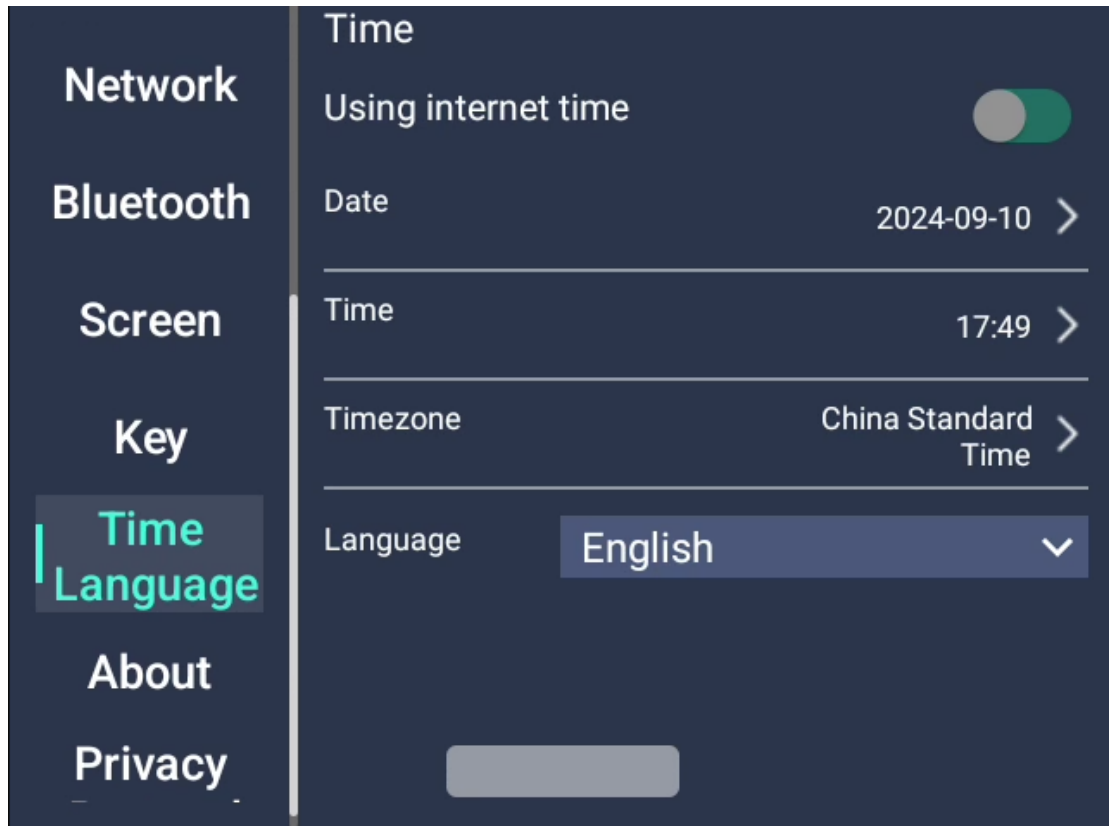 Network
Bluetooth
Screen
Key
Time
Language
About
Privacy
Time
Using internet time
Date
2024-09-10
Time
17:49
Timezone
China Standard
Time
Language
English